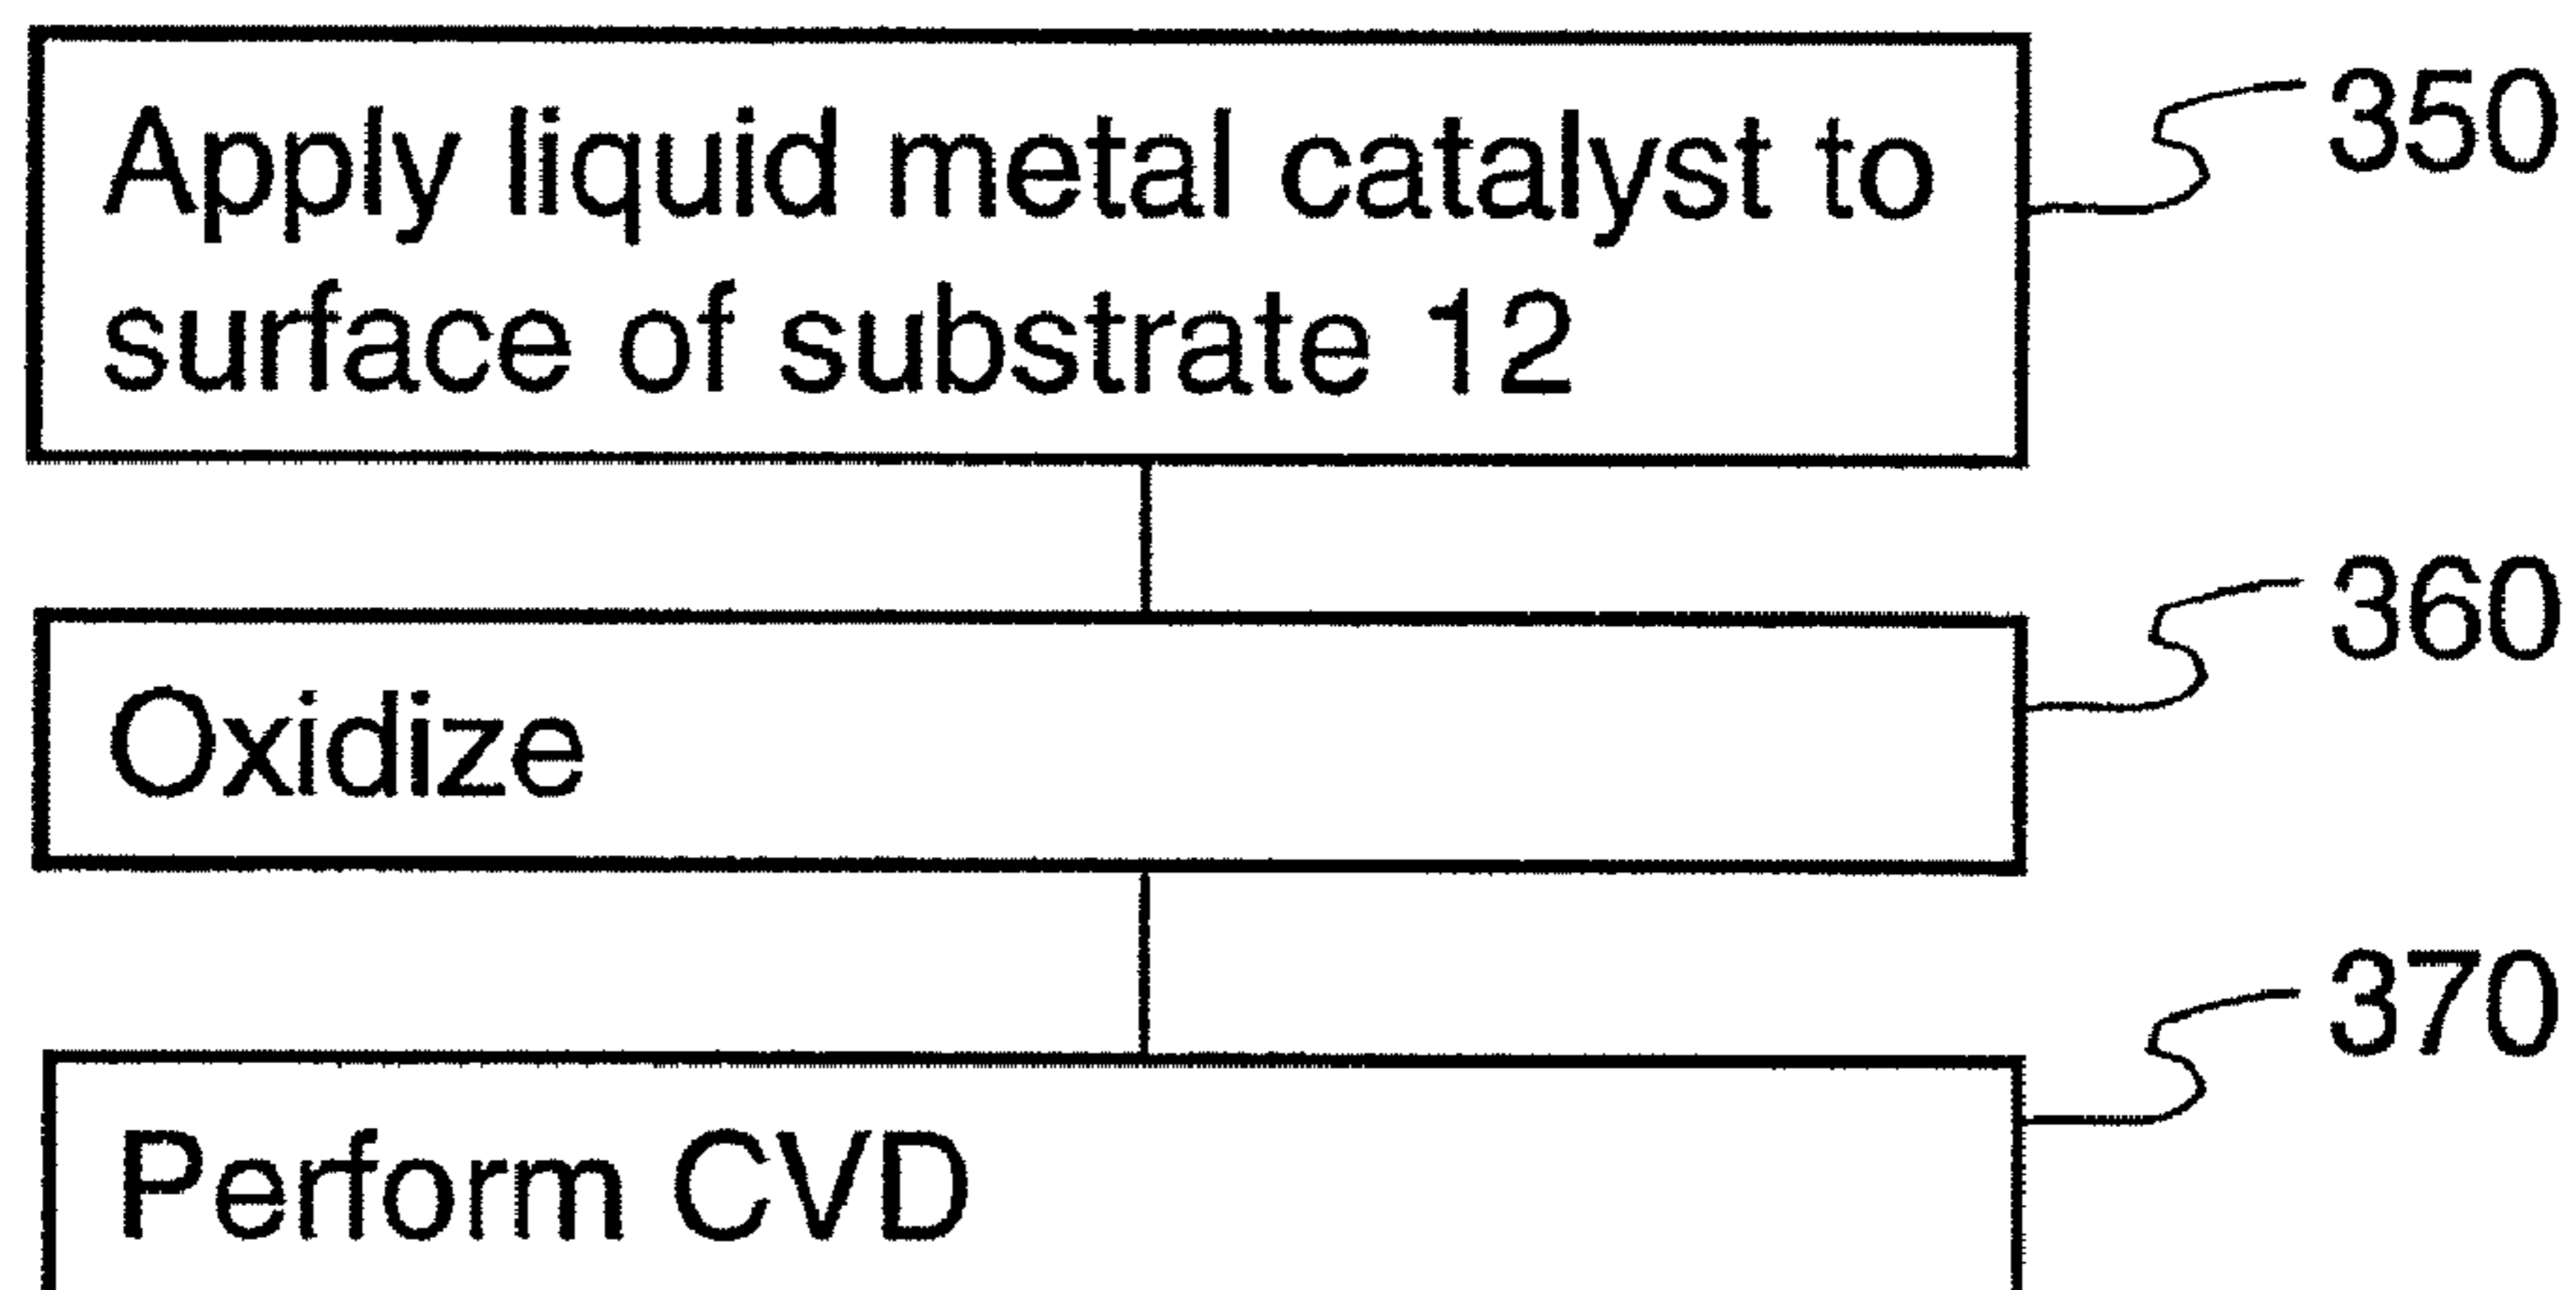 Apply liquid metal catalyst to
surface of substrate 12
350
Oxidize
360
Perform CVD
370